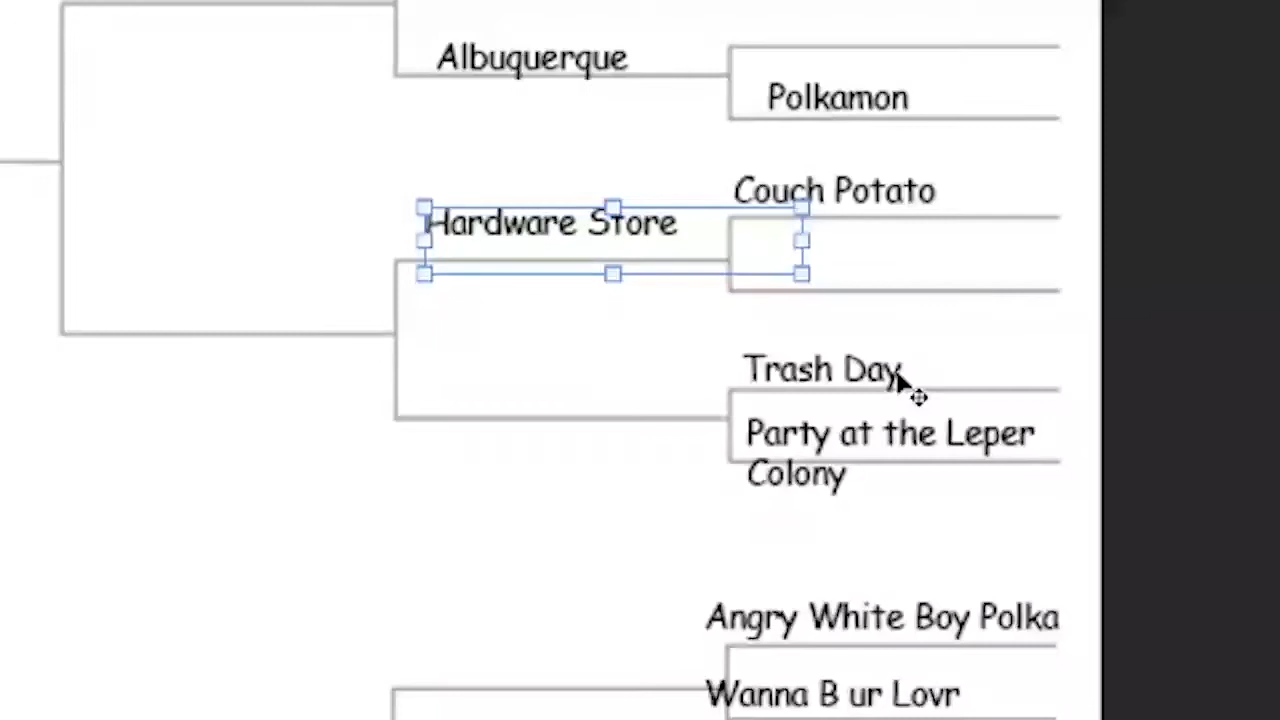 Albuquerque
Polkamon
Couch Potato
Hardware Store
Trash Day
Party at the Leper
Colony
Angry White Boy Polka
Wanna B ur Lovr